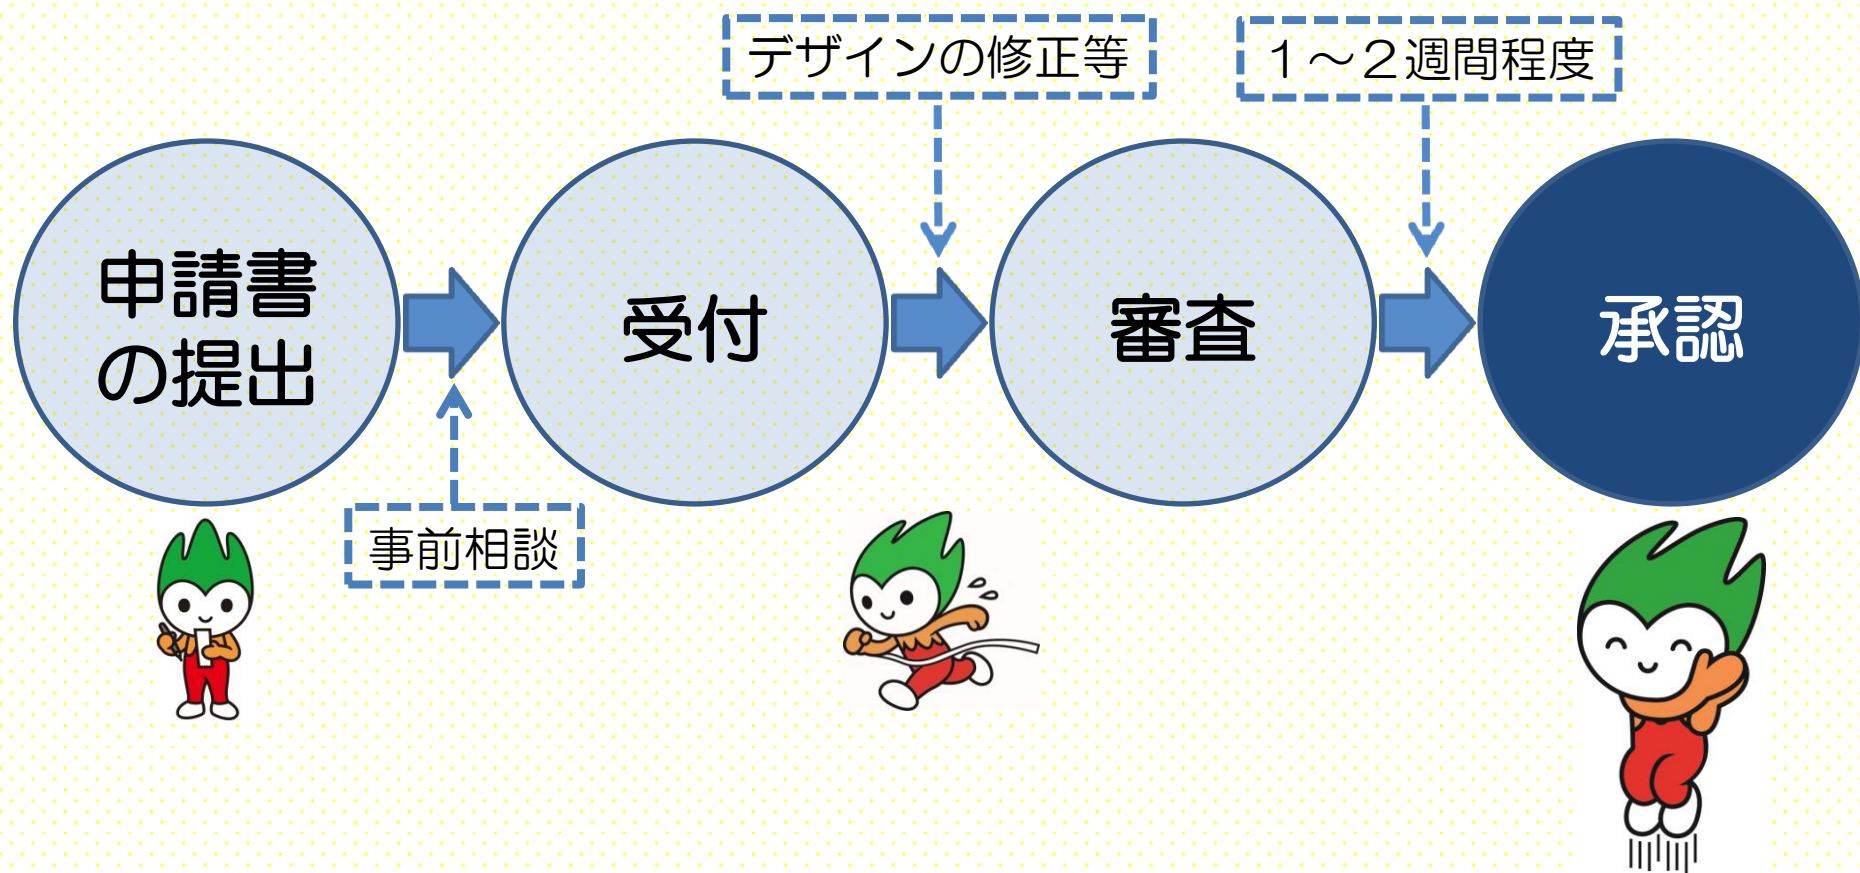 デザインの修正等
１～２週間程度
申請書
の提出
受付
審査
承認
事前相談